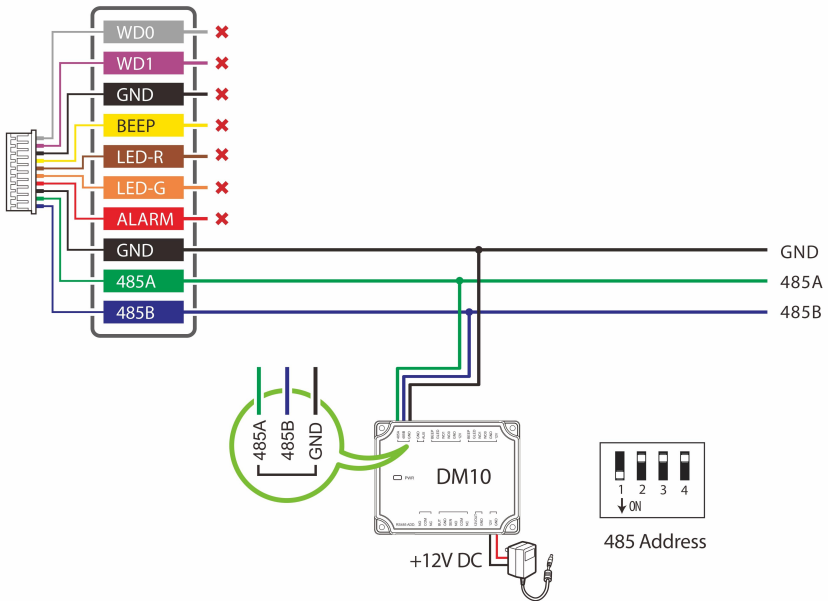 WD0
WD1
GND
BEEP
LED-R
LED-G
ALARM
GND
485A
485B
GND
485A
485B
485A
485B
GND
PWR
DM10
+12V DC
1 2 3 4
ON
485 Address